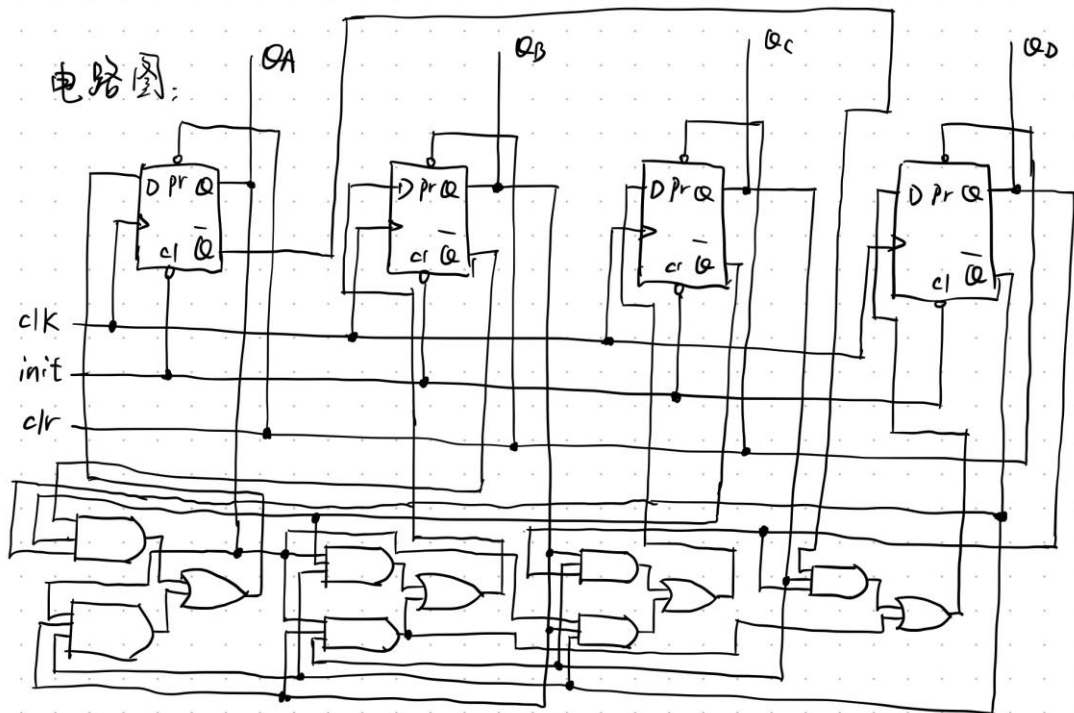 电路图:
QA
QB
QC
QD
D Pr Q
cl Q̅
D Pr Q
cr Q̅
D Pr Q
cr Q̅
D Pr Q
cl Q̅
clk
init
clr